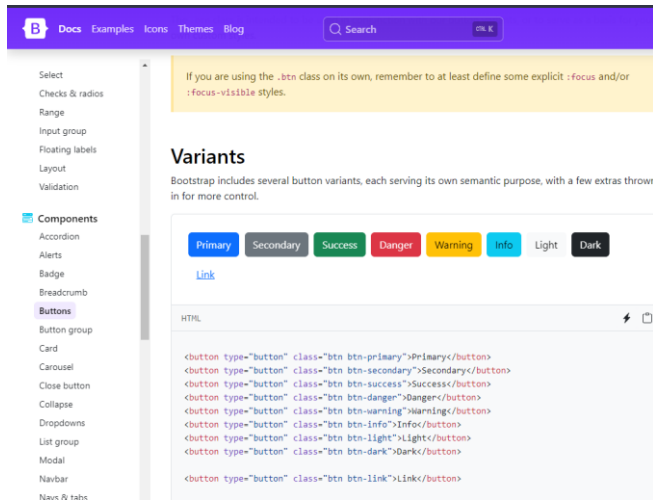 B Docs Examples Icons Themes Blog Search CTRL K
Select
Checks & radios
Range
Input group
Floating labels
Layout
Validation
Components
Accordion
Alerts
Badge
Breadcrumb
Buttons
Button group
Card
Carousel
Close button
Collapse
Dropdowns
List group
Modal
Navbar
Navs & tabs
If you are using the .btn class on its own, remember to at least define some explicit :focus and/or
:focus-visible styles.
Variants
Bootstrap includes several button variants, each serving its own semantic purpose, with a few extras thrown
in for more control.
Primary Secondary Success Danger Warning Info Light Dark
Link
HTML
<button type="button" class="btn btn-primary">Primary</button>
<button type="button" class="btn btn-secondary">Secondary</button>
<button type="button" class="btn btn-success">Success</button>
<button type="button" class="btn btn-danger">Danger</button>
<button type="button" class="btn btn-warning">Warning</button>
<button type="button" class="btn btn-info">Info</button>
<button type="button" class="btn btn-light">Light</button>
<button type="button" class="btn btn-dark">Dark</button>
<button type="button" class="btn btn-link">Link</button>